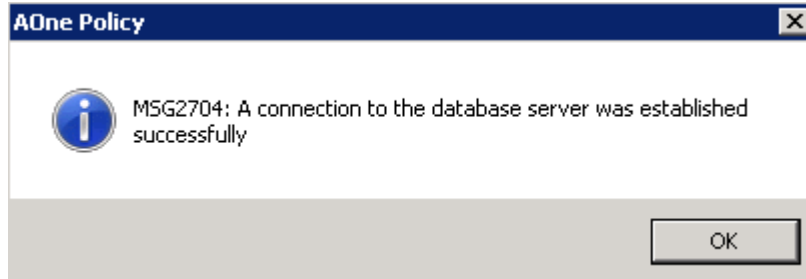 AOne Policy
MSG2704: A connection to the database server was established
successfully
OK